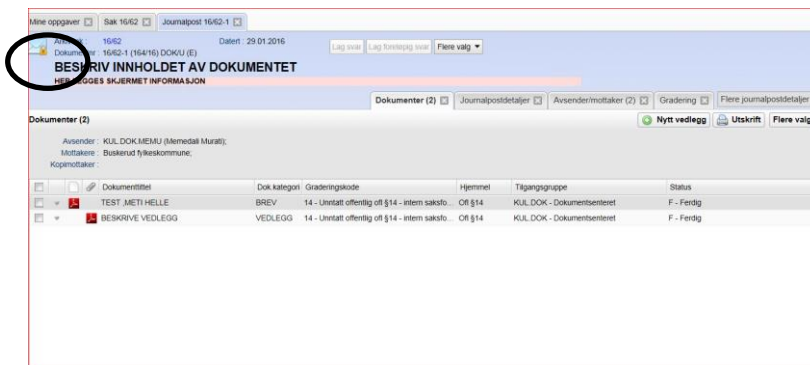 Mine oppgaver Sak 16/62 Journalpost 16/62-1
16/62 Datert : 29.01.2016
Lag svar Lag foreløpig svar Flere valg
Dokumentnr : 16/62-1 (164/16) DOK/U (E)
BESKRIV INNHOLDET AV DOKUMENTET
HER LEGGES SKJERMET INFORMASJON
Dokumenter (2) Journalpostdetaljer Avsender/mottaker (2) Gradering Flere journalpostdetaljer
Dokumenter (2) Nytt vedlegg Utskrift Flere valg
Avsender : KUL.DOK.MEMU (Memedali Murati);
Mottakere : Buskerud fylkeskommune;
Kopimottaker :
Dokumenttittel Dok.kategori Graderingskode Hjemmel Tilgangsgruppe Status
TEST ,METI HELLE BREV 14 - Unntatt offentlig ofl §14 - intern saksfo... Ofl §14 KUL.DOK - Dokumentsenteret F - Ferdig
BESKRIVE VEDLEGG VEDLEGG 14 - Unntatt offentlig ofl §14 - intern saksfo... Ofl §14 KUL.DOK - Dokumentsenteret F - Ferdig